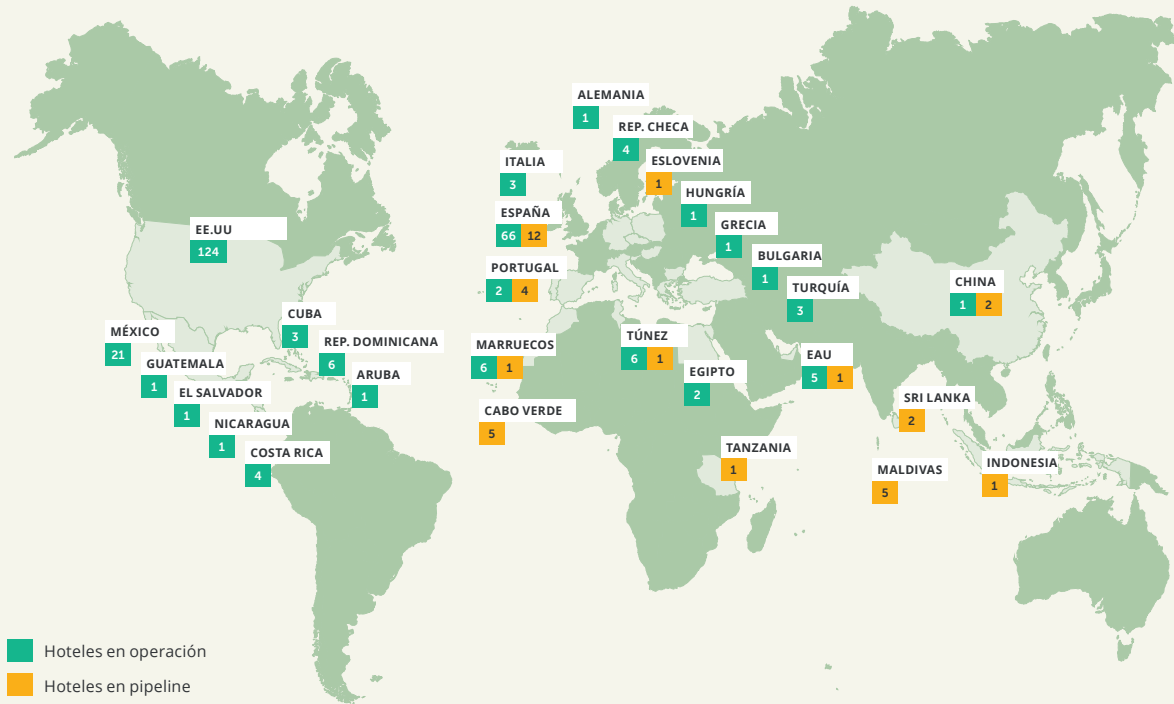 ALEMANIA
1
REP. CHECA
4
ITALIA
3
ESLOVENIA
1
HUNGRÍA
1
ESPAÑA
66 12
GRECIA
1
EE.UU
124
BULGARIA
1
PORTUGAL
2 4
TURQUÍA
3
CHINA
1 2
CUBA
3
MÉXICO
21
REP. DOMINICANA
6
GUATEMALA
1
ARUBA
1
EL SALVADOR
1
NICARAGUA
1
COSTA RICA
4
MARRUECOS
6 1
TÚNEZ
6 1
EGIPTO
2
EAU
5 1
CABO VERDE
5
SRI LANKA
2
TANZANIA
1
MALDIVAS
5
INDONESIA
1
Hoteles en operación
Hoteles en pipeline